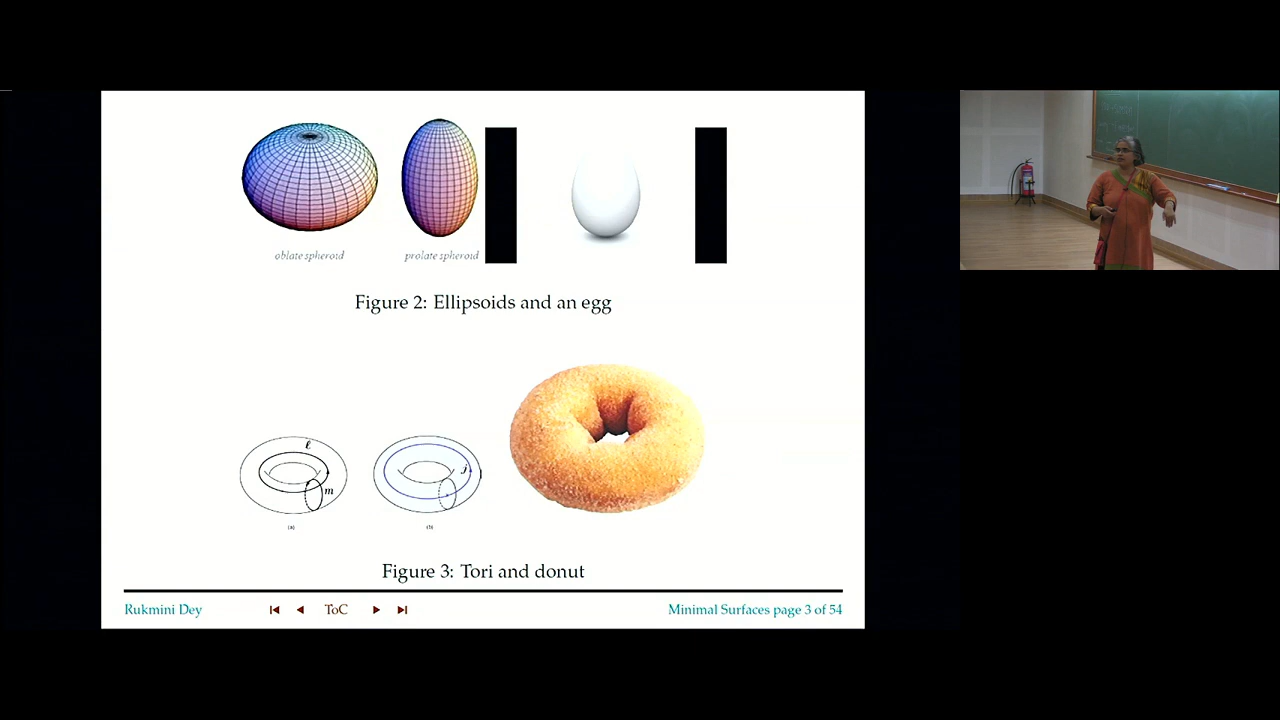 oblate spheroid
prolate spheroid
Figure 2: Ellipsoids and an egg
ℓ
m
j
(a)
(b)
Figure 3: Tori and donut
Rukmini Dey
ToC
Minimal Surfaces page 3 of 54